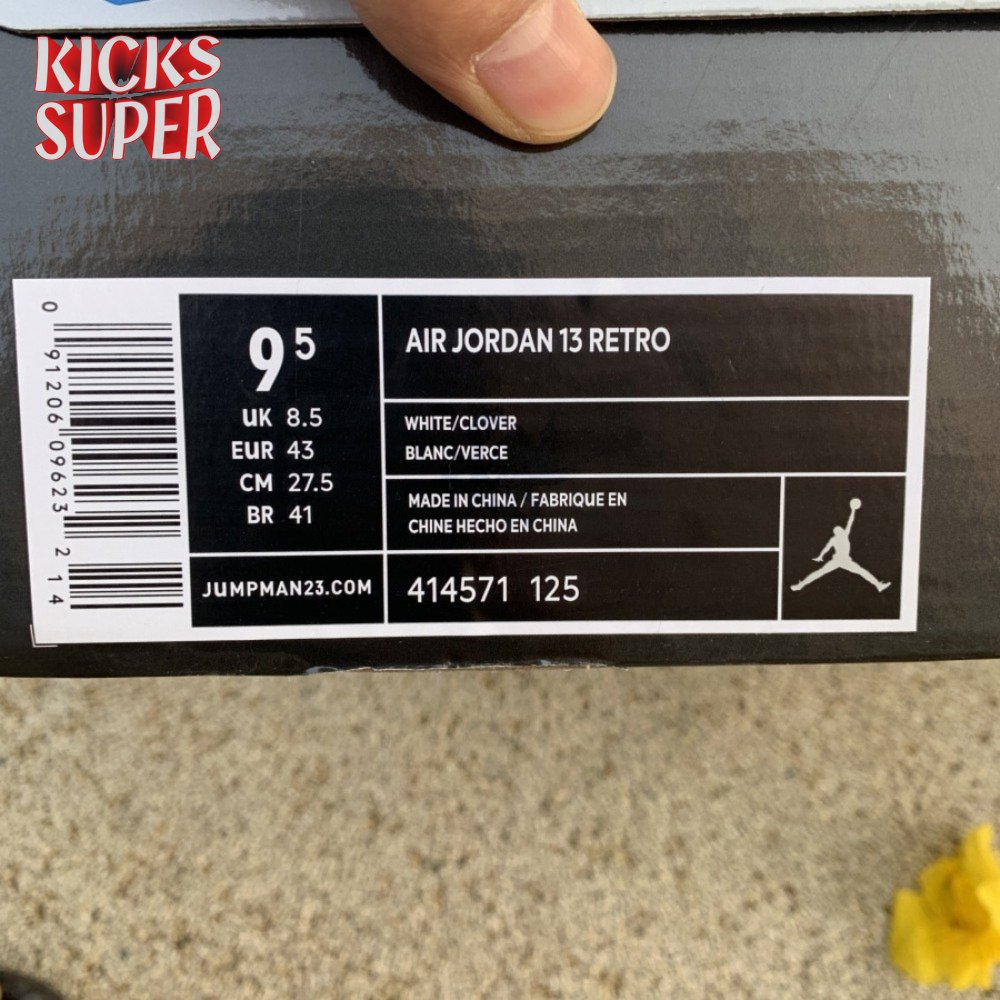 KICKS
SUPER
0 91206 09623 2 14
9 5
UK 8.5
EUR 43
CM 27.5
BR 41
JUMPMAN23.COM
AIR JORDAN 13 RETRO
WHITE/CLOVER
BLANC/VERCE
MADE IN CHINA / FABRIQUE EN
CHINE HECHO EN CHINA
414571 125